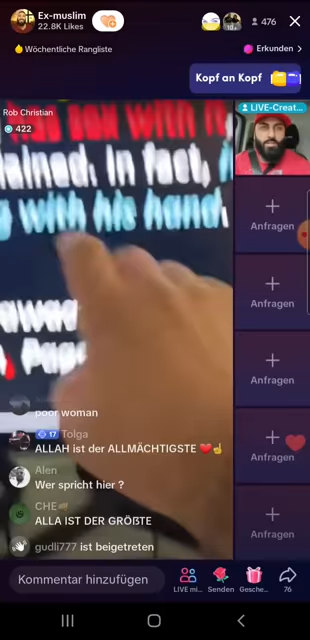 Ex-muslim
22.8K Likes
476
Wöchentliche Rangliste
Erkunden
Kopf an Kopf
Rob Christian
422
LIVE-Creat...
with
In fact,
with his hand.
Anfragen
Anfragen
Anfragen
Anfragen
Anfragen
poor woman
17 Tolga
ALLAH ist der ALLMÄCHTIGSTE ❤️☝️
Alen
Wer spricht hier ?
CHE
ALLA IST DER GRÖßTE
gudli777 ist beigetreten
Kommentar hinzufügen
LIVE mi...
Senden
Gesche...
76